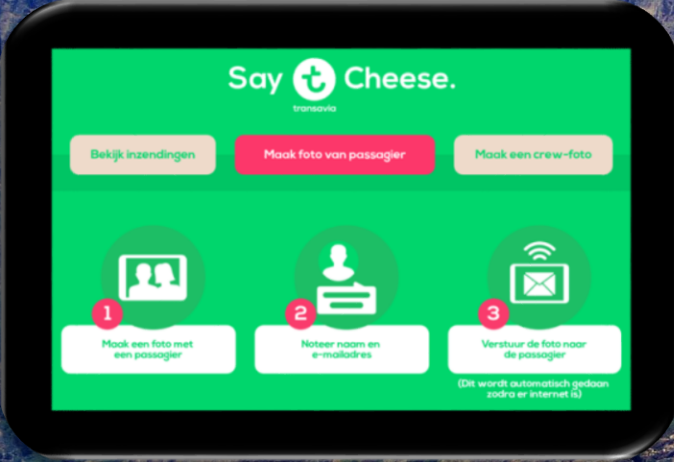 Say t Cheese.
transavia
Bekijk inzendingen
Maak foto van passagier
Maak een crew-foto
1
Maak een foto met
een passagier
2
Noteer naam en
e-mailadres
3
Verstuur de foto naar
de passagier
(Dit wordt automatisch gedaan
zodra er internet is)